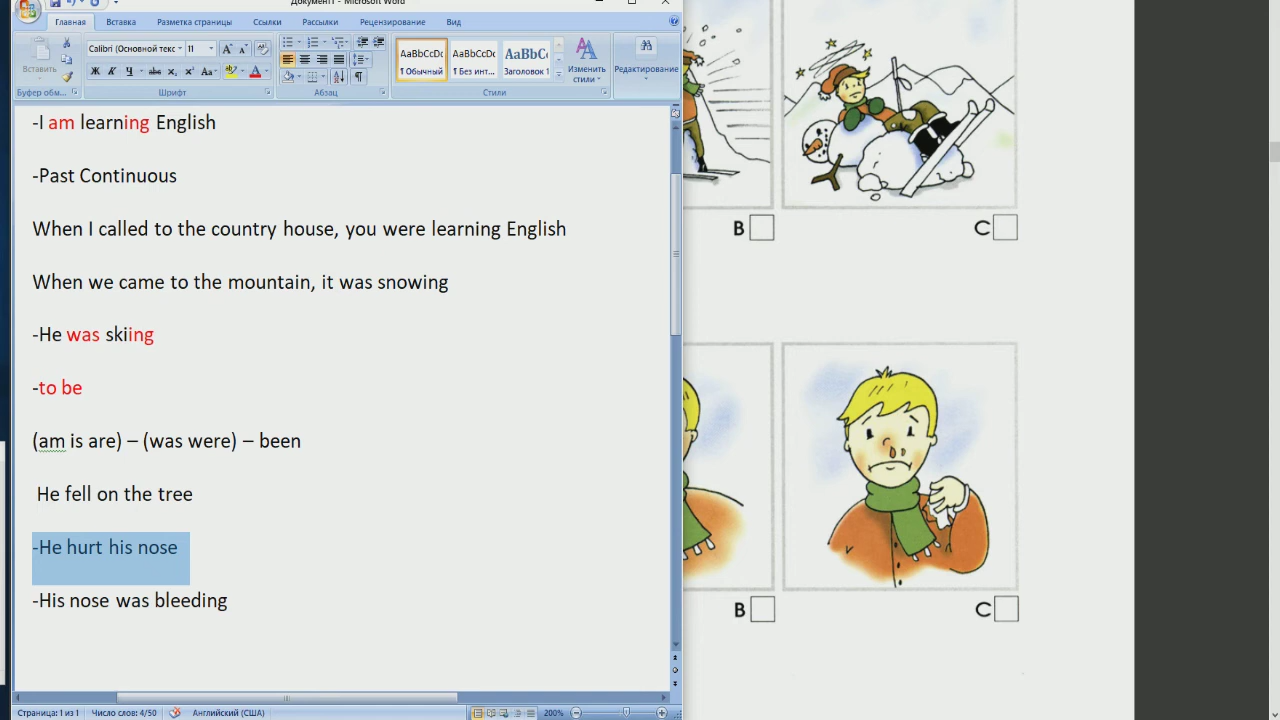 Документ1 - Microsoft Word
Главная Вставка Разметка страницы Ссылки Рассылки Рецензирование Вид
Вставить
Calibri (Основной текс 11
Ж К Ч abc x₂ x² Aa
AaBbCcDc AaBbCcDc AaBbC
¶ Обычный ¶ Без инт... Заголовок 1
Изменить стили
Редактирование
Буфер обм... Шрифт Абзац Стили
-I am learning English
-Past Continuous
When I called to the country house, you were learning English
When we came to the mountain, it was snowing
-He was skiing
-to be
(am is are) – (was were) – been
He fell on the tree
-He hurt his nose
-His nose was bleeding
B
C
B
C
Страница: 1 из 1 Число слов: 4/50 Английский (США) 200%